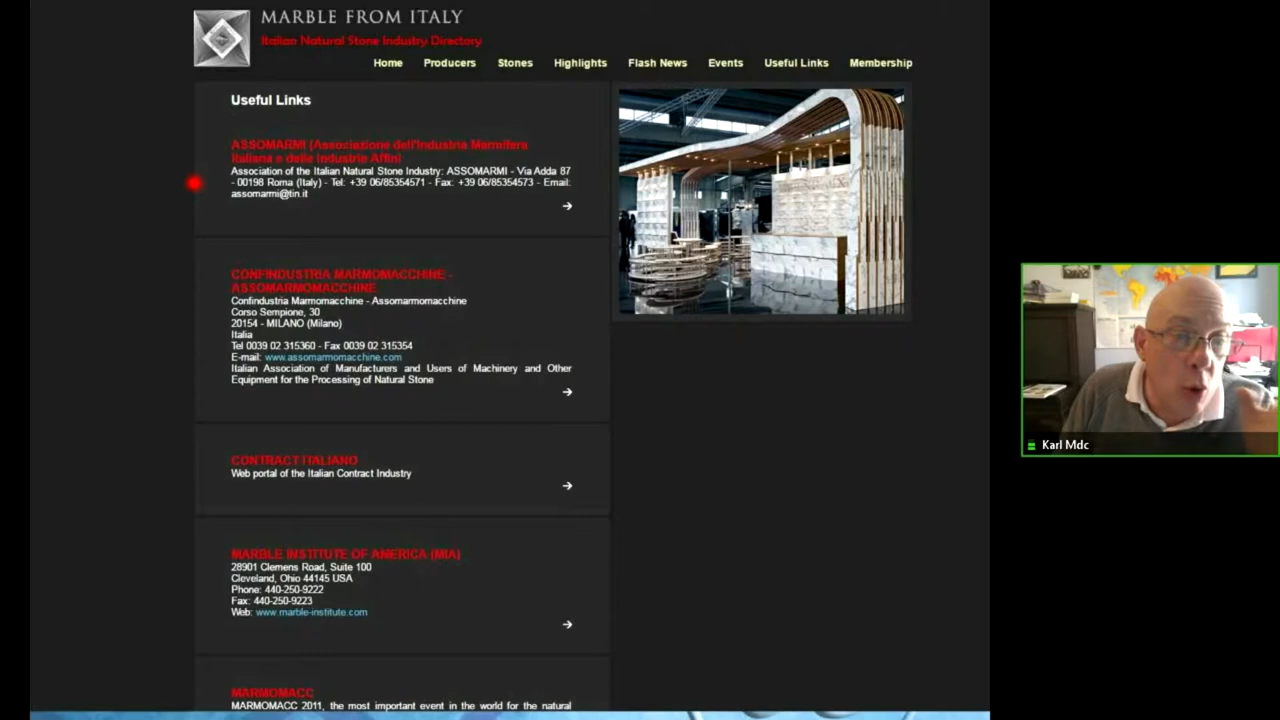 MARBLE FROM ITALY
Italian Natural Stone Industry Directory
Home Producers Stones Highlights Flash News Events Useful Links Membership
Useful Links
ASSOMARMI (Associazione dell'Industria Marmifera
Italiana e delle Industrie Affini
Association of the Italian Natural Stone Industry: ASSOMARMI - Via Adda 87
- 00198 Roma (Italy) - Tel: +39 06/85354571 - Fax: +39 06/85354573 - Email:
assomarmi@tin.it
CONFINDUSTRIA MARMOMACCHINE -
ASSOMARMOMACCHINE
Confindustria Marmomacchine - Assomarmomacchine
Corso Sempione, 30
20154 - MILANO (Milano)
Italia
Tel 0039 02 315360 - Fax 0039 02 315354
E-mail: www.assomarmomacchine.com
Italian Association of Manufacturers and Users of Machinery and Other
Equipment for the Processing of Natural Stone
CONTRACT ITALIANO
Web portal of the Italian Contract Industry
MARBLE INSTITUTE OF AMERICA (MIA)
28901 Clemens Road, Suite 100
Cleveland, Ohio 44145 USA
Phone: 440-250-9222
Fax: 440-250-9223
Web: www.marble-institute.com
MARMOMACC
MARMOMACC 2011, the most important event in the world for the natural
Karl Mdc